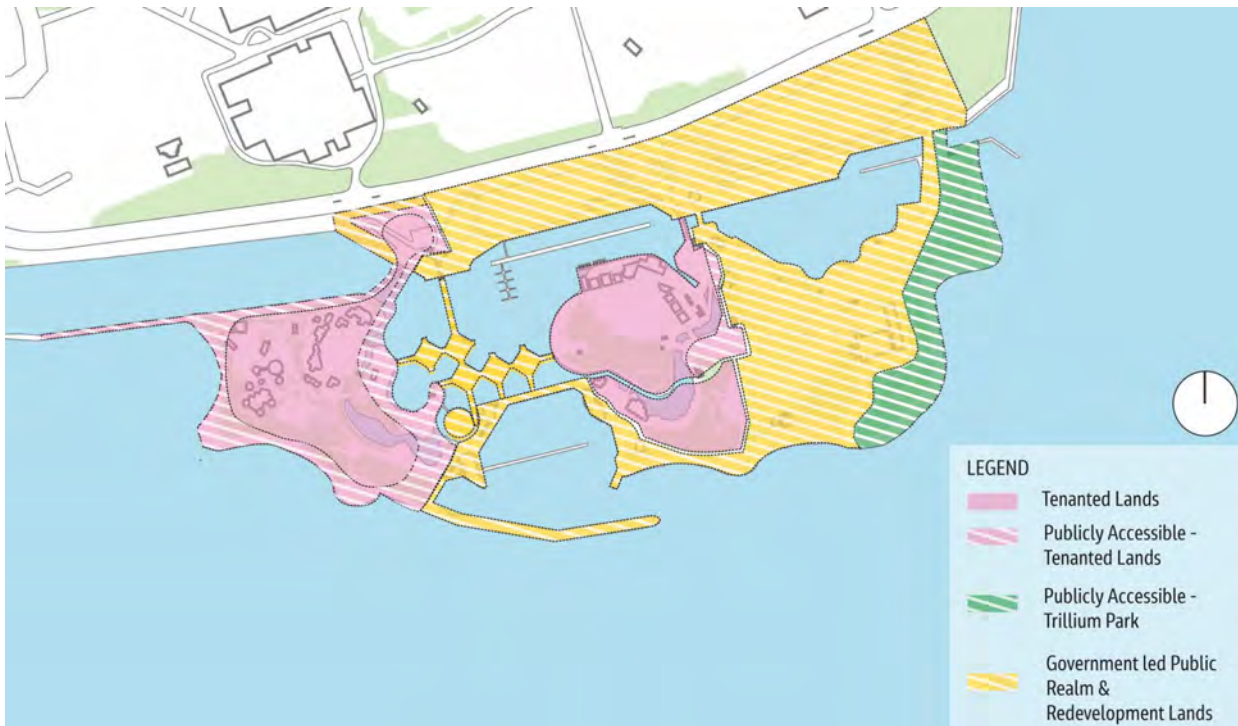 LEGEND
Tenanted Lands
Publicly Accessible -
Tenanted Lands
Publicly Accessible -
Trillium Park
Government led Public
Realm &
Redevelopment Lands